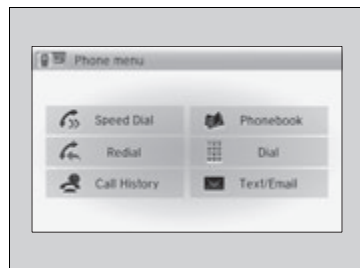 Phone menu
Speed Dial
Phonebook
Redial
Dial
Call History
Text/Email